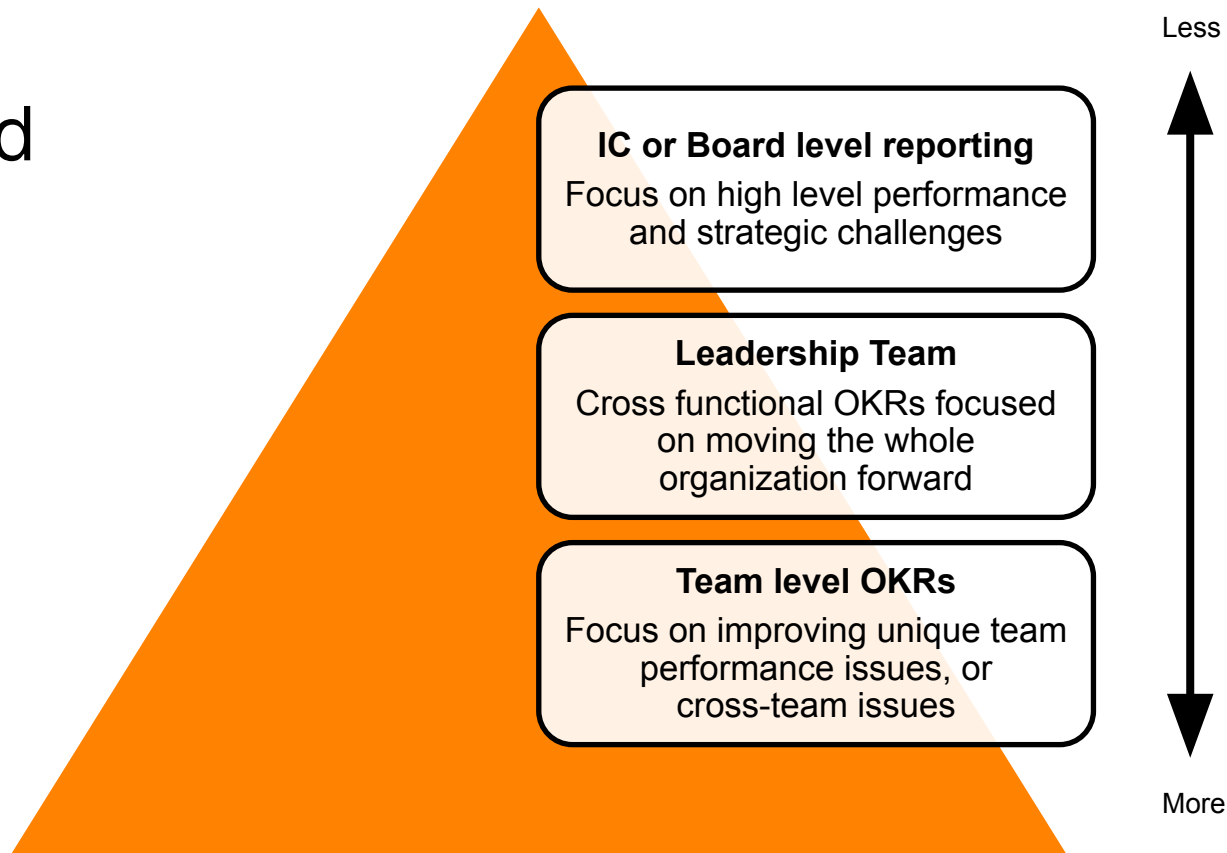 Less
IC or Board level reporting
Focus on high level performance
and strategic challenges
Leadership Team
Cross functional OKRs focused
on moving the whole
organization forward
Team level OKRs
Focus on improving unique team
performance issues, or
cross-team issues
More